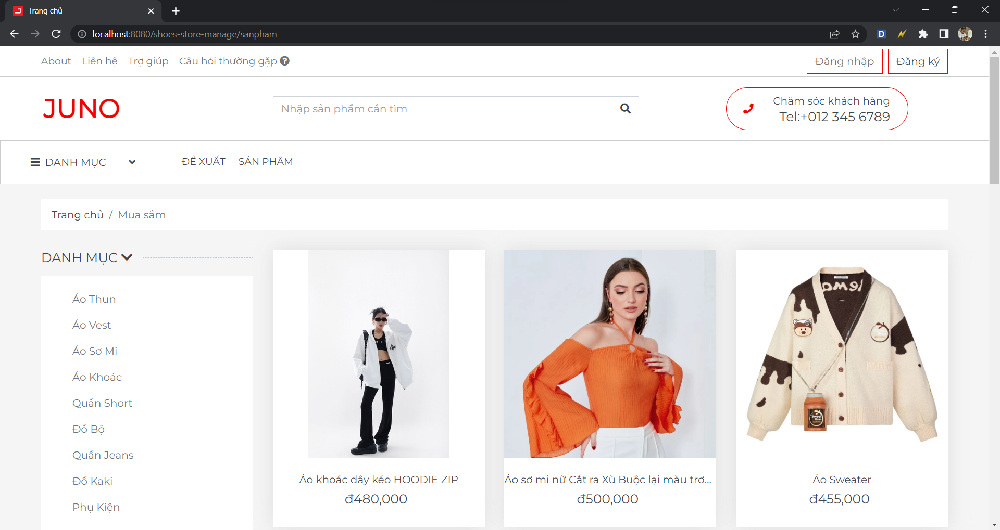 Trang chủ
localhost:8080/shoes-store-manage/sanpham
About Liên hệ Trợ giúp Câu hỏi thường gặp
Đăng nhập Đăng ký
JUNO
Nhập sản phẩm cần tìm
Chăm sóc khách hàng
Tel:+012 345 6789
DANH MỤC ĐỀ XUẤT SẢN PHẨM
Trang chủ / Mua sắm
DANH MỤC
Áo Thun
Áo Vest
Áo Sơ Mi
Áo Khoác
Quần Short
Đồ Bộ
Quần Jeans
Đồ Kaki
Phụ Kiện
Áo khoác dây kéo HOODIE ZIP
đ480,000
Áo sơ mi nữ Cắt ra Xù Buộc lại màu trơ...
đ500,000
Sweet
Bear
Áo Sweater
đ455,000